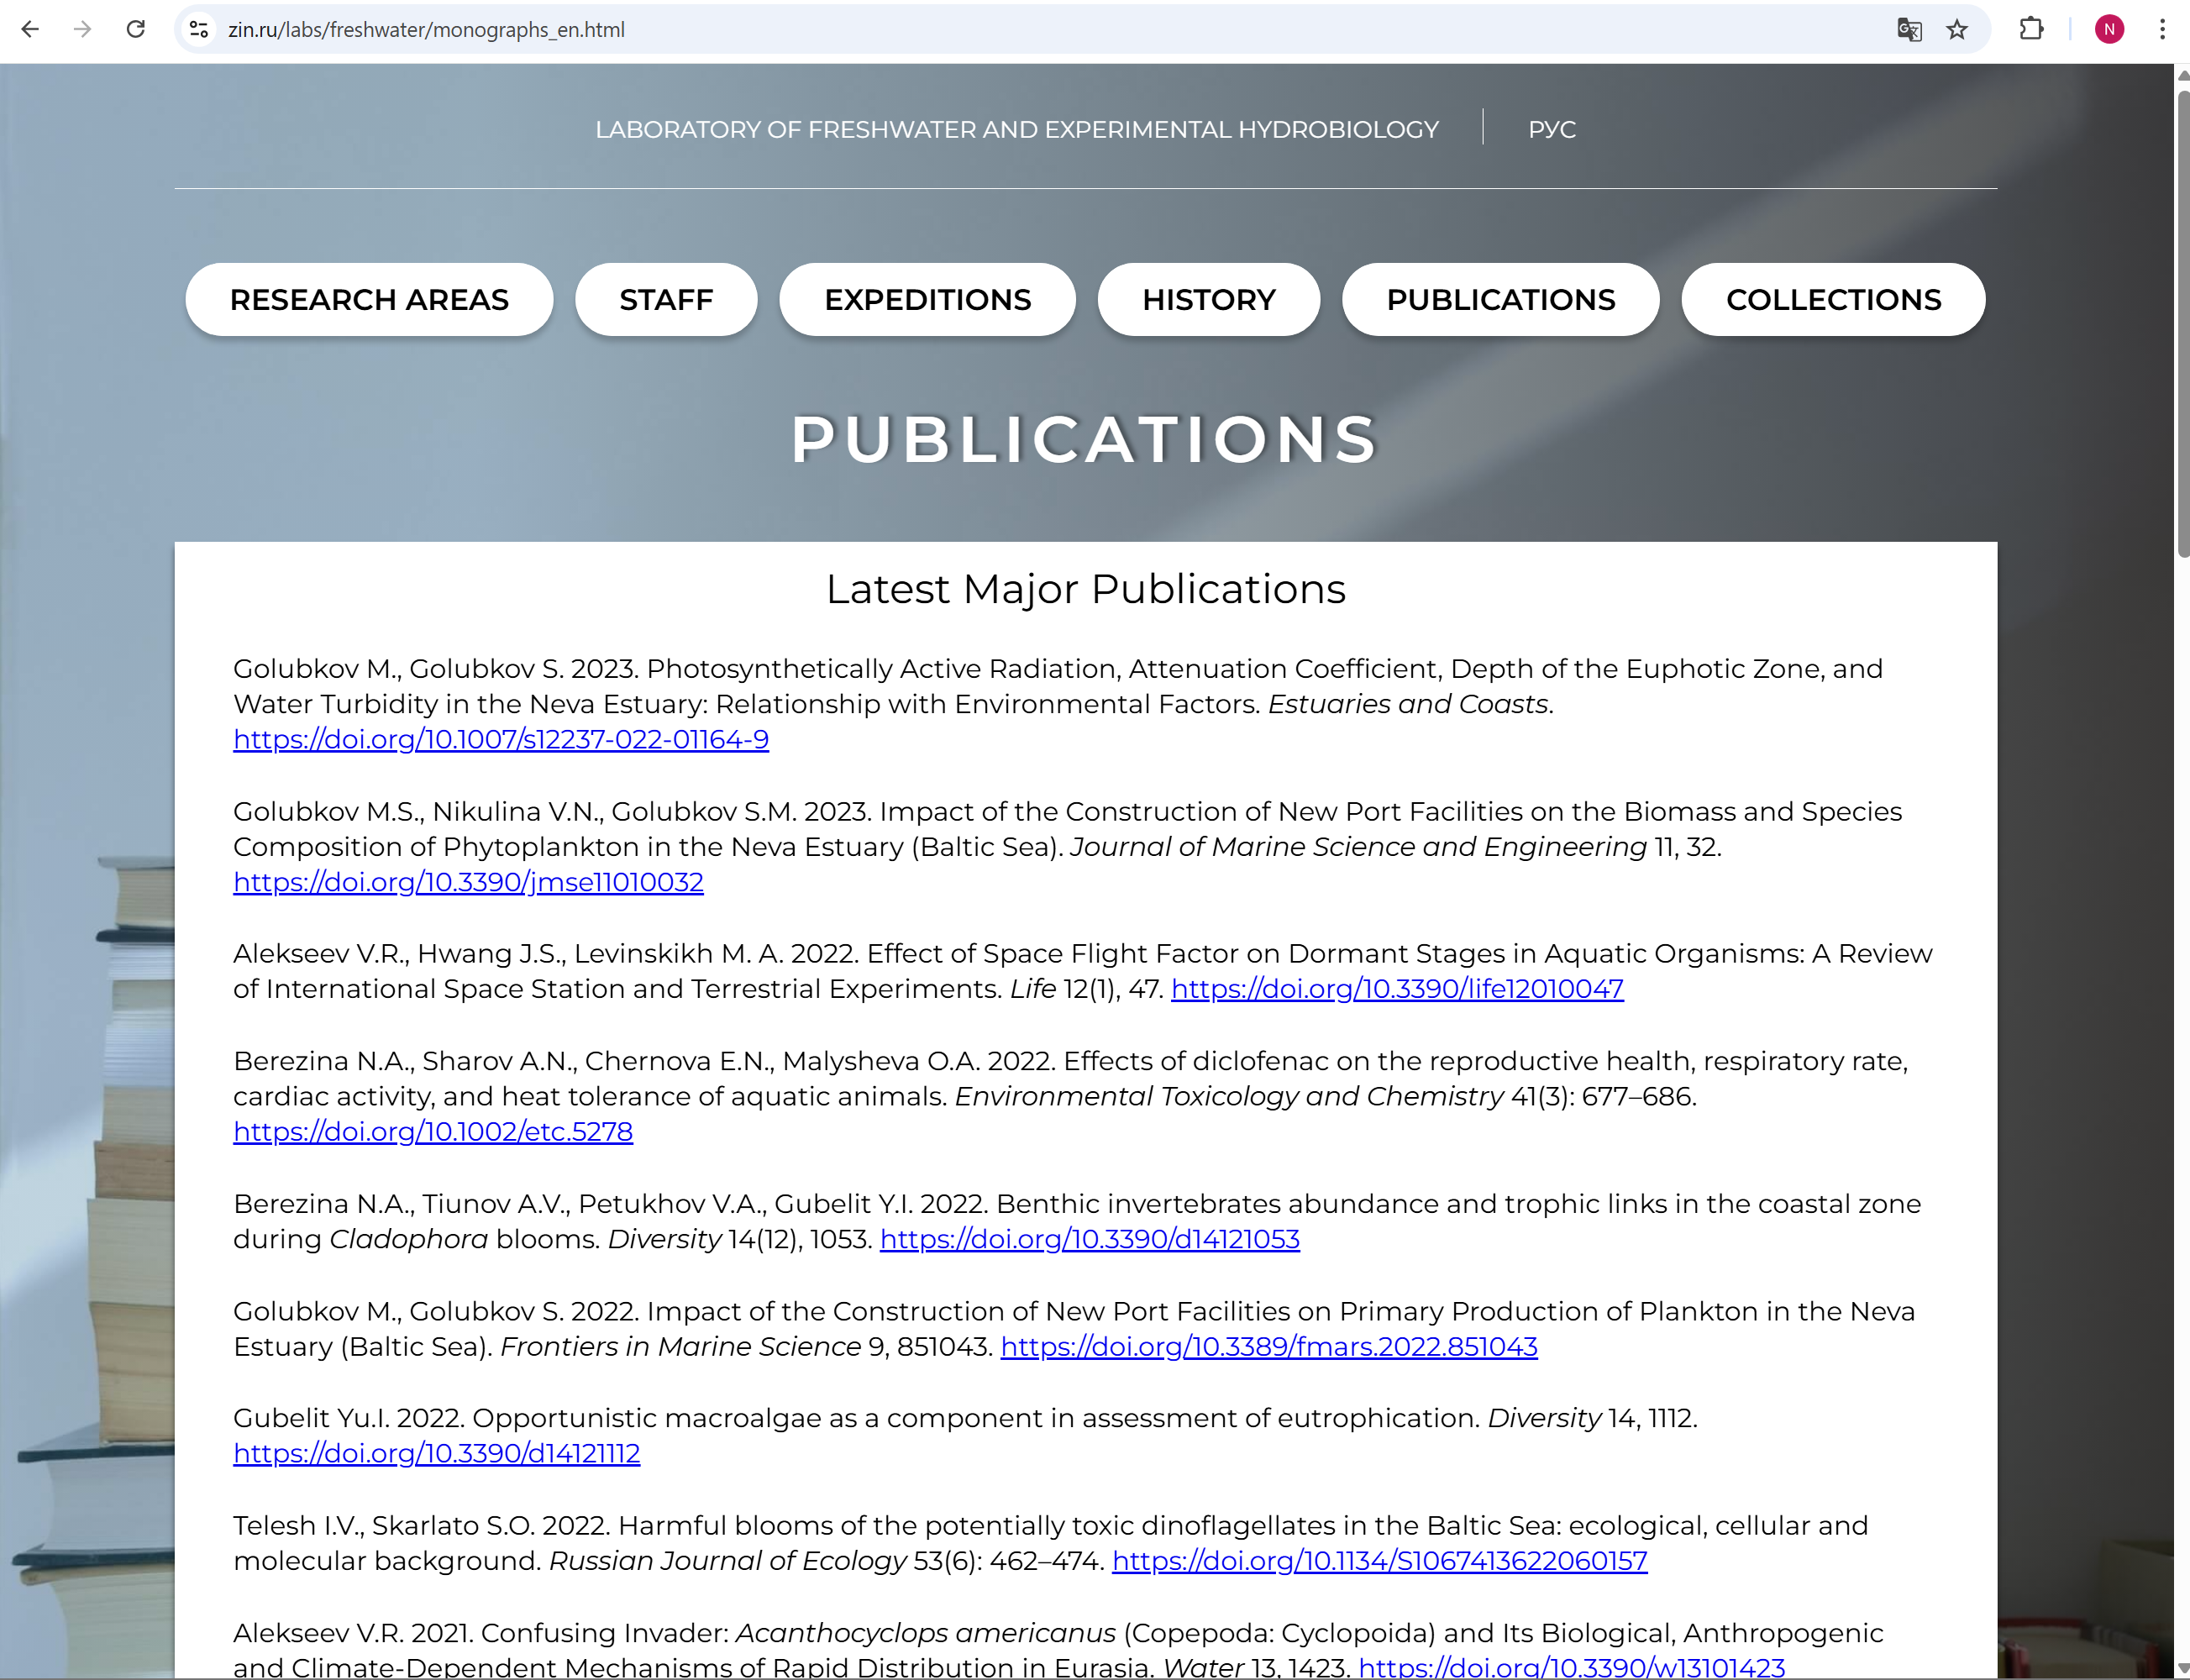 zin.ru/labs/freshwater/monographs_en.html
N
LABORATORY OF FRESHWATER AND EXPERIMENTAL HYDROBIOLOGY
РУС
RESEARCH AREAS
STAFF
EXPEDITIONS
HISTORY
PUBLICATIONS
COLLECTIONS
PUBLICATIONS
Latest Major Publications
Golubkov M., Golubkov S. 2023. Photosynthetically Active Radiation, Attenuation Coefficient, Depth of the Euphotic Zone, and
Water Turbidity in the Neva Estuary: Relationship with Environmental Factors. Estuaries and Coasts.
https://doi.org/10.1007/s12237-022-01164-9
Golubkov M.S., Nikulina V.N., Golubkov S.M. 2023. Impact of the Construction of New Port Facilities on the Biomass and Species
Composition of Phytoplankton in the Neva Estuary (Baltic Sea). Journal of Marine Science and Engineering 11, 32.
https://doi.org/10.3390/jmse11010032
Alekseev V.R., Hwang J.S., Levinskikh M. A. 2022. Effect of Space Flight Factor on Dormant Stages in Aquatic Organisms: A Review
of International Space Station and Terrestrial Experiments. Life 12(1), 47. https://doi.org/10.3390/life12010047
Berezina N.A., Sharov A.N., Chernova E.N., Malysheva O.A. 2022. Effects of diclofenac on the reproductive health, respiratory rate,
cardiac activity, and heat tolerance of aquatic animals. Environmental Toxicology and Chemistry 41(3): 677–686.
https://doi.org/10.1002/etc.5278
Berezina N.A., Tiunov A.V., Petukhov V.A., Gubelit Y.I. 2022. Benthic invertebrates abundance and trophic links in the coastal zone
during Cladophora blooms. Diversity 14(12), 1053. https://doi.org/10.3390/d14121053
Golubkov M., Golubkov S. 2022. Impact of the Construction of New Port Facilities on Primary Production of Plankton in the Neva
Estuary (Baltic Sea). Frontiers in Marine Science 9, 851043. https://doi.org/10.3389/fmars.2022.851043
Gubelit Yu.I. 2022. Opportunistic macroalgae as a component in assessment of eutrophication. Diversity 14, 1112.
https://doi.org/10.3390/d14121112
Telesh I.V., Skarlato S.O. 2022. Harmful blooms of the potentially toxic dinoflagellates in the Baltic Sea: ecological, cellular and
molecular background. Russian Journal of Ecology 53(6): 462–474. https://doi.org/10.1134/S1067413622060157
Alekseev V.R. 2021. Confusing Invader: Acanthocyclops americanus (Copepoda: Cyclopoida) and Its Biological, Anthropogenic
and Climate-Dependent Mechanisms of Rapid Distribution in Eurasia. Water 13, 1423. https://doi.org/10.3390/w13101423